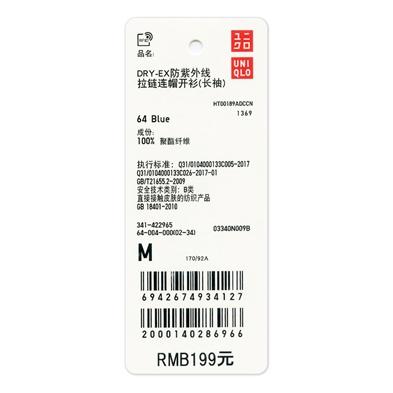 RFID
ユニ
クロ
UNI
QLO
品名:
DRY-EX防紫外线
拉链连帽开衫(长袖)
HT00189ADCCN
1369
64 Blue
成份:
100% 聚酯纤维
执行标准: Q31/0104000133C005-2017
Q31/0104000133C026-2017-01
GB/T21655.2-2009
安全技术类别: B类
直接接触皮肤的纺织产品
GB 18401-2010
341-422965
64-004-000(02-34)
03340N009B
M
170/92A
6942674934127
2000140286966
RMB199元